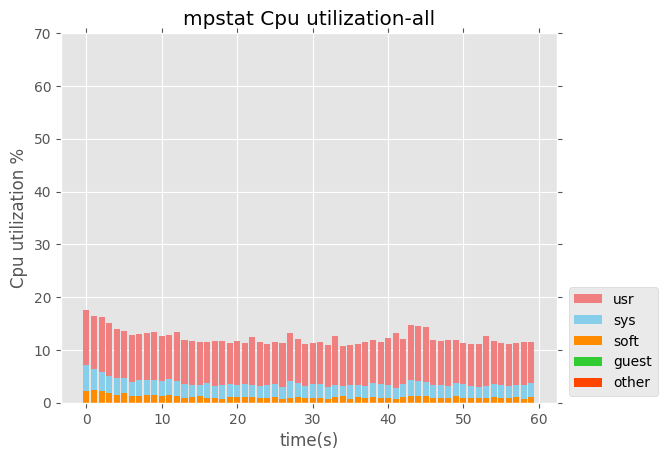 mpstat Cpu utilization-all
Cpu utilization %
70
60
50
40
30
20
10
0
0 10 20 30 40 50 60
time(s)
usr
sys
soft
guest
other